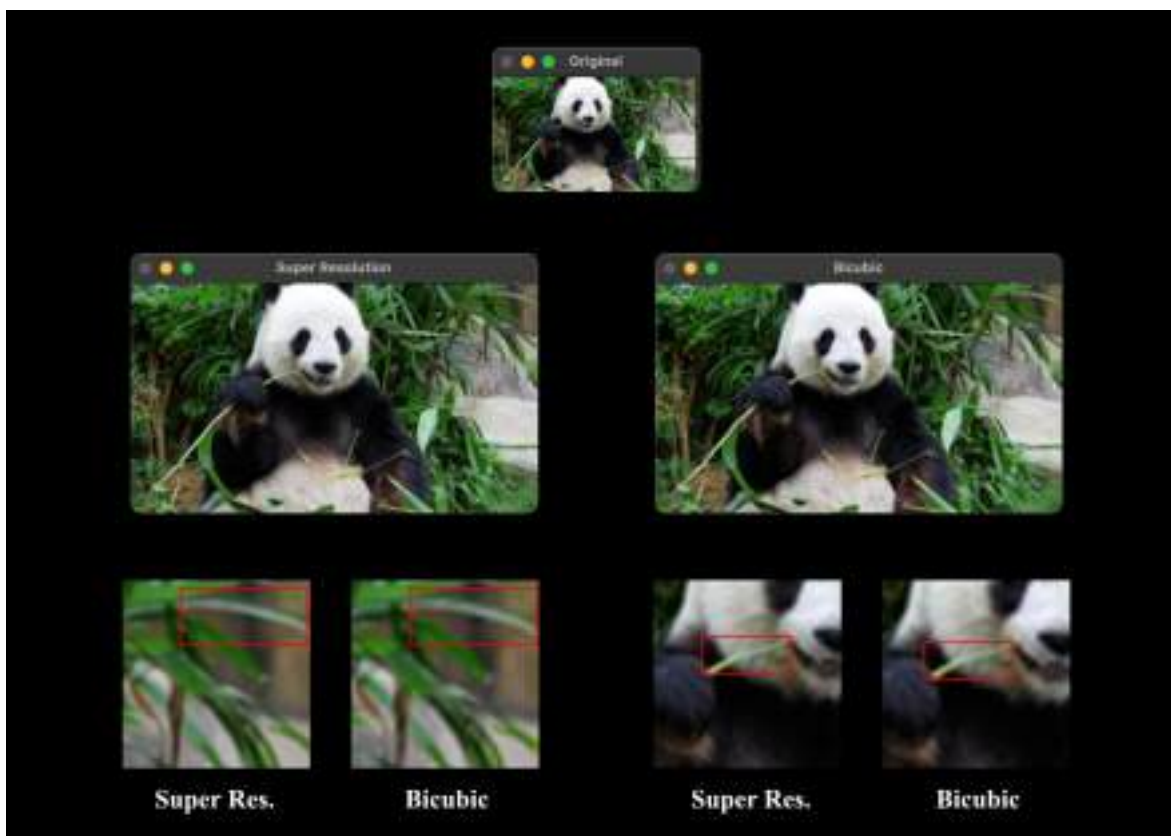 Original
Super Resolution
Bicubic
Super Res.
Bicubic
Super Res.
Bicubic